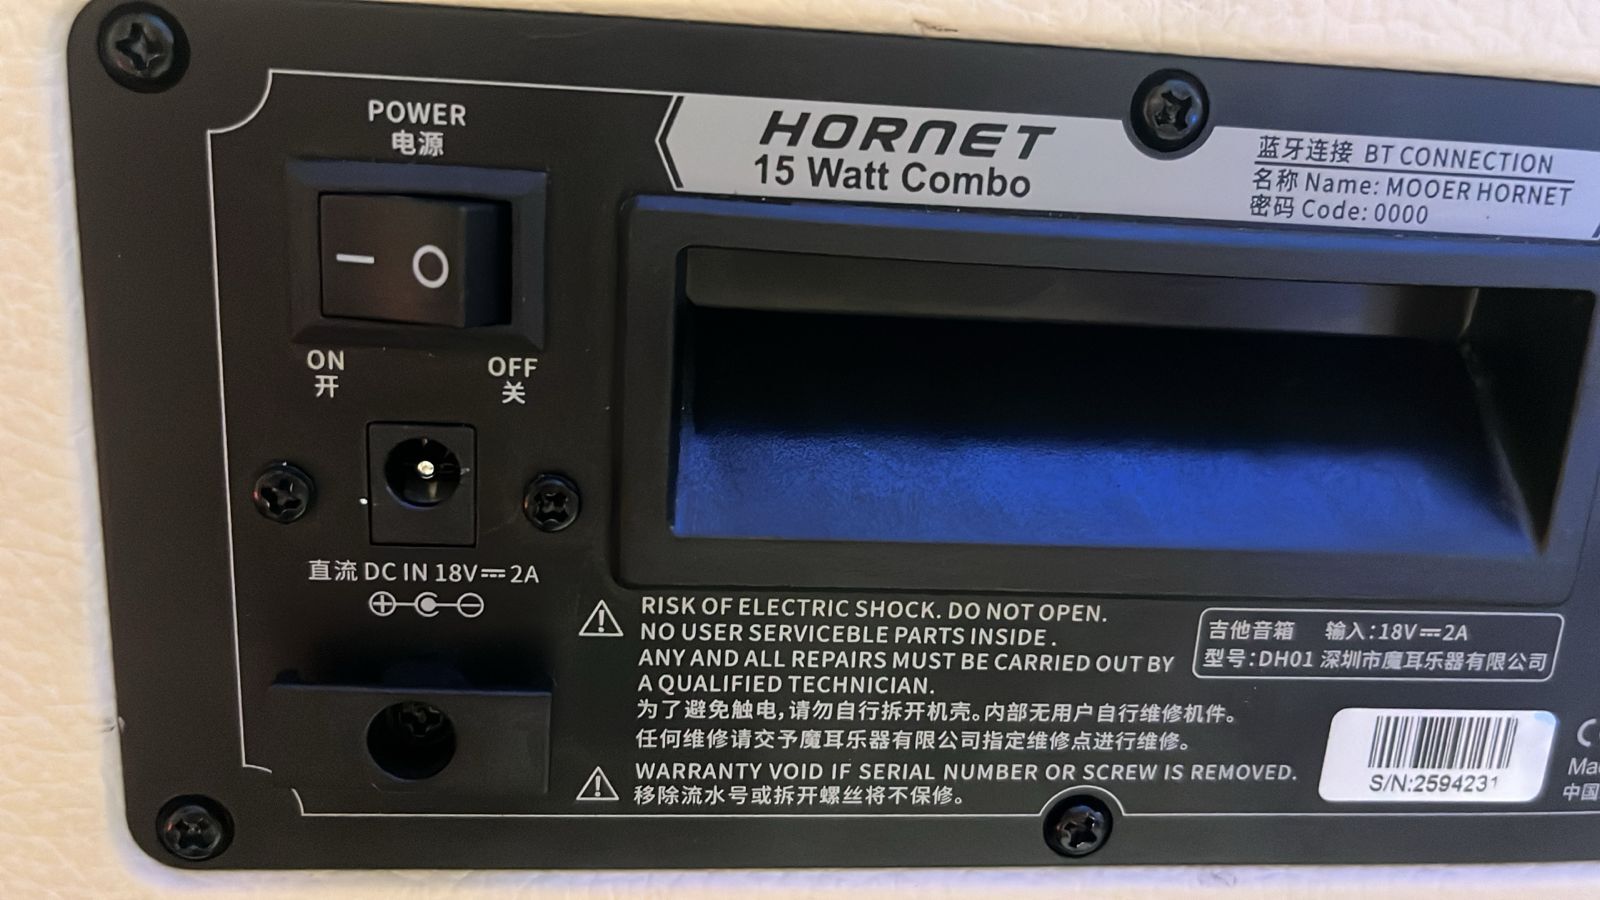 POWER
电源
— O
ON
开
OFF
关
直流 DC IN 18V⎓2A
HORNET
15 Watt Combo
蓝牙连接 BT CONNECTION
名称 Name: MOOER HORNET
密码 Code: 0000
RISK OF ELECTRIC SHOCK. DO NOT OPEN.
NO USER SERVICEBLE PARTS INSIDE.
ANY AND ALL REPAIRS MUST BE CARRIED OUT BY
A QUALIFIED TECHNICIAN.
为了避免触电,请勿自行拆开机壳。内部无用户自行维修机件。
任何维修请交予魔耳乐器有限公司指定维修点进行维修。
WARRANTY VOID IF SERIAL NUMBER OR SCREW IS REMOVED.
移除流水号或拆开螺丝将不保修。
吉他音箱 输入:18V⎓2A
型号:DH01 深圳市魔耳乐器有限公司
S/N:2594231
中国